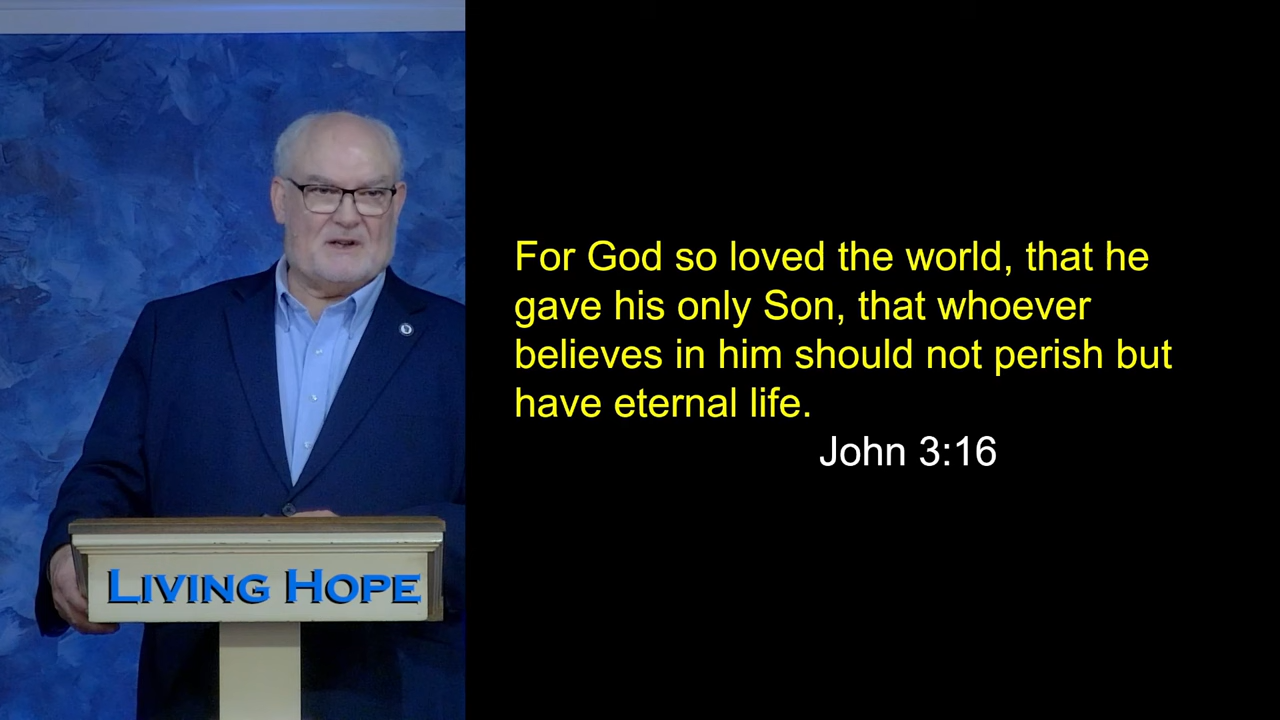 For God so loved the world, that he
gave his only Son, that whoever
believes in him should not perish but
have eternal life.
John 3:16
LIVING HOPE